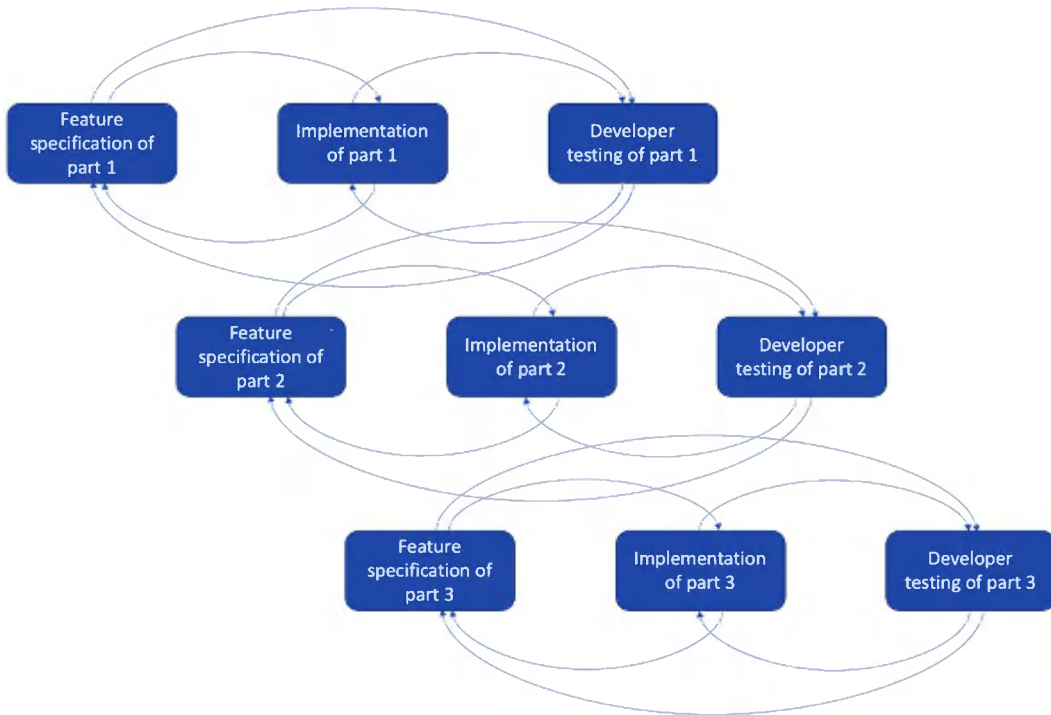 Feature
specification of
part 1
Implementation
of part 1
Developer
testing of part 1
Feature
specification of
part 2
Implementation
of part 2
Developer
testing of part 2
Feature
specification of
part 3
Implementation
of part 3
Developer
testing of part 3